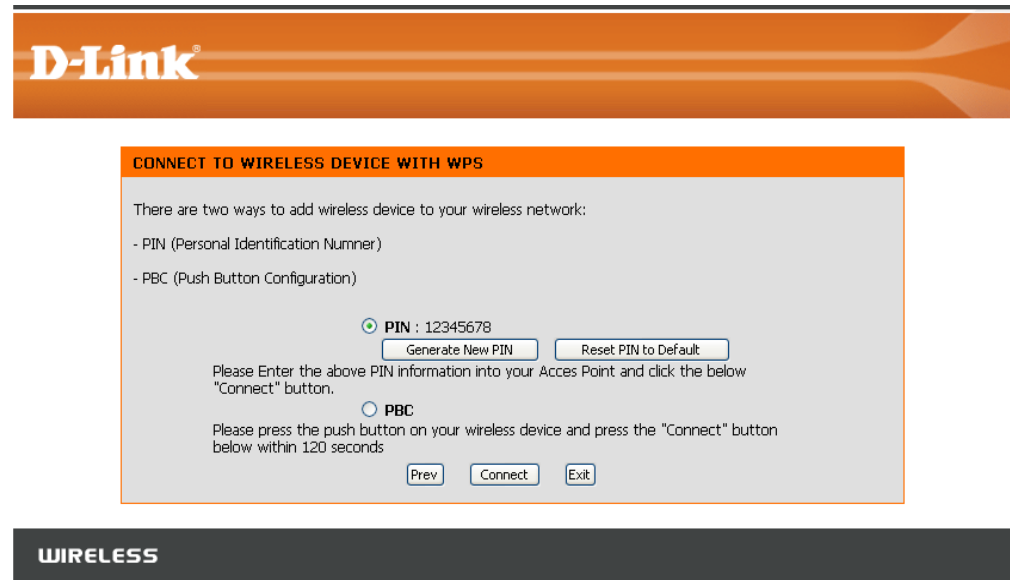 D-Link®
CONNECT TO WIRELESS DEVICE WITH WPS
There are two ways to add wireless device to your wireless network:
- PIN (Personal Identification Numner)
- PBC (Push Button Configuration)
PIN : 12345678
Generate New PIN Reset PIN to Default
Please Enter the above PIN information into your Acces Point and click the below
"Connect" button.
PBC
Please press the push button on your wireless device and press the "Connect" button
below within 120 seconds
Prev Connect Exit
WIRELESS